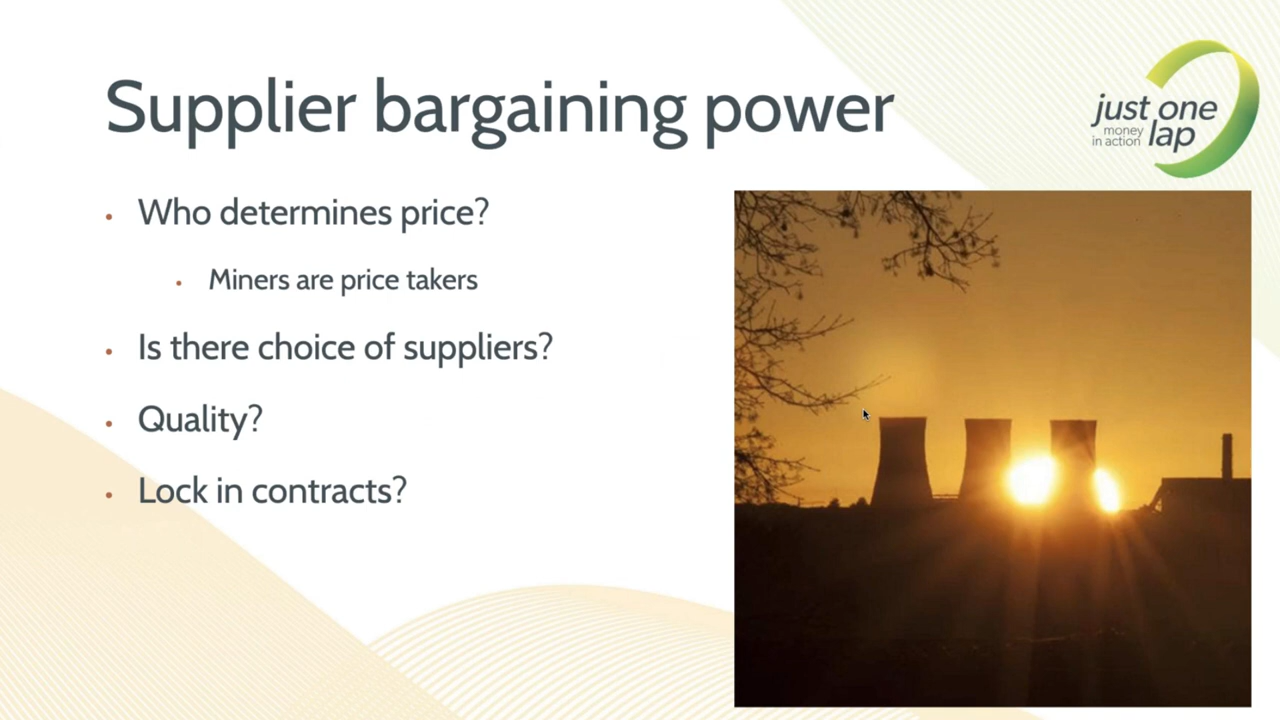 Supplier bargaining power
just one
money
in action lap
• Who determines price?
• Miners are price takers
• Is there choice of suppliers?
• Quality?
• Lock in contracts?